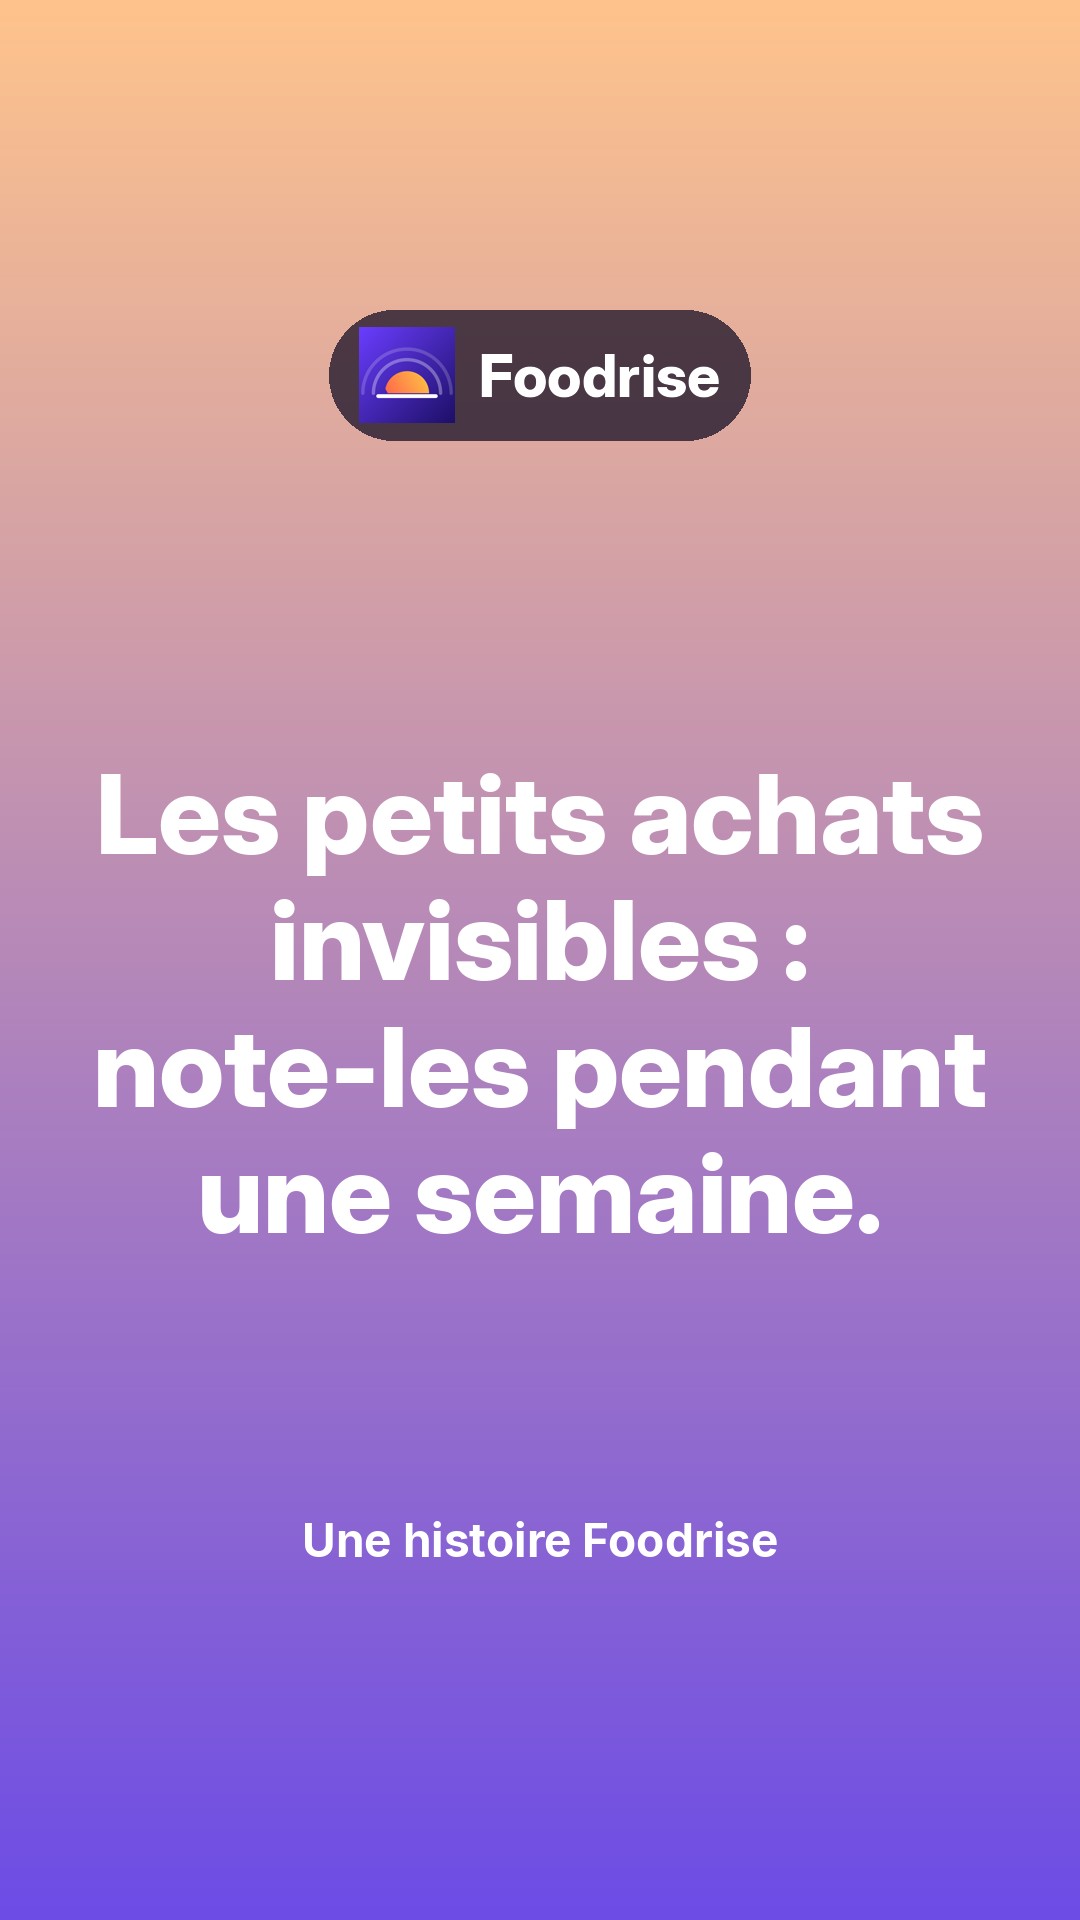 Foodrise
Les petits achats
invisibles :
note-les pendant
une semaine.
Une histoire Foodrise